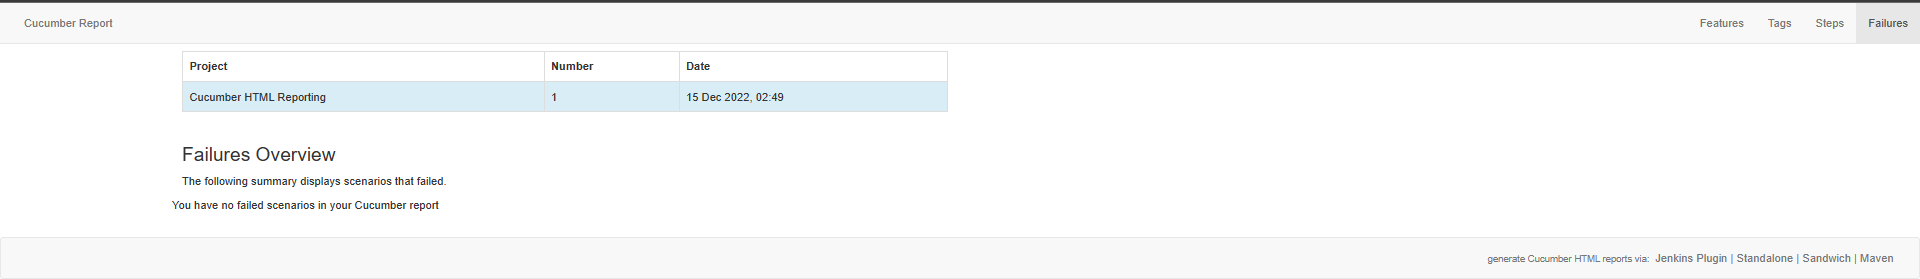 Cucumber Report Features Tags Steps Failures
Project Number Date
Cucumber HTML Reporting 1 15 Dec 2022, 02:49
Failures Overview
The following summary displays scenarios that failed.
You have no failed scenarios in your Cucumber report
generate Cucumber HTML reports via: Jenkins Plugin | Standalone | Sandwich | Maven